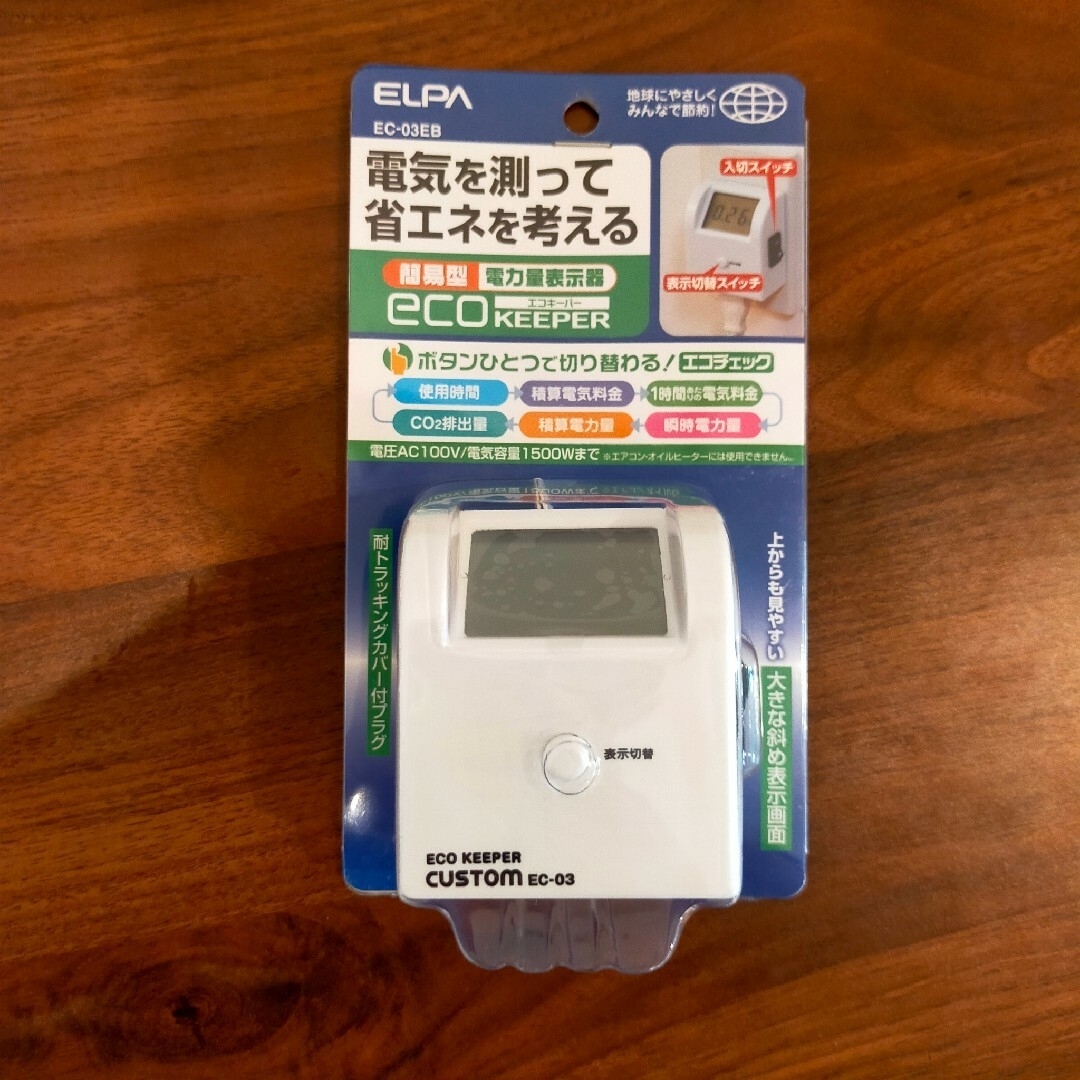 ELPA
EC-03EB
地球にやさしく
みんなで節約!
電気を測って
省エネを考える
簡易型 電力量表示器
エコキーパー
eco KEEPER
入切スイッチ
0.26
表示切替スイッチ
ボタンひとつで切り替わる! エコチェック
使用時間 積算電気料金 1時間あたりの電気料金
CO2排出量 積算電力量 瞬時電力量
電圧AC100V/電気容量1500Wまで ※エアコン・オイルヒーターには使用できません。
耐トラッキングカバー付プラグ
上からも見やすい
大きな斜め表示画面
表示切替
ECO KEEPER
CUSTOM EC-03